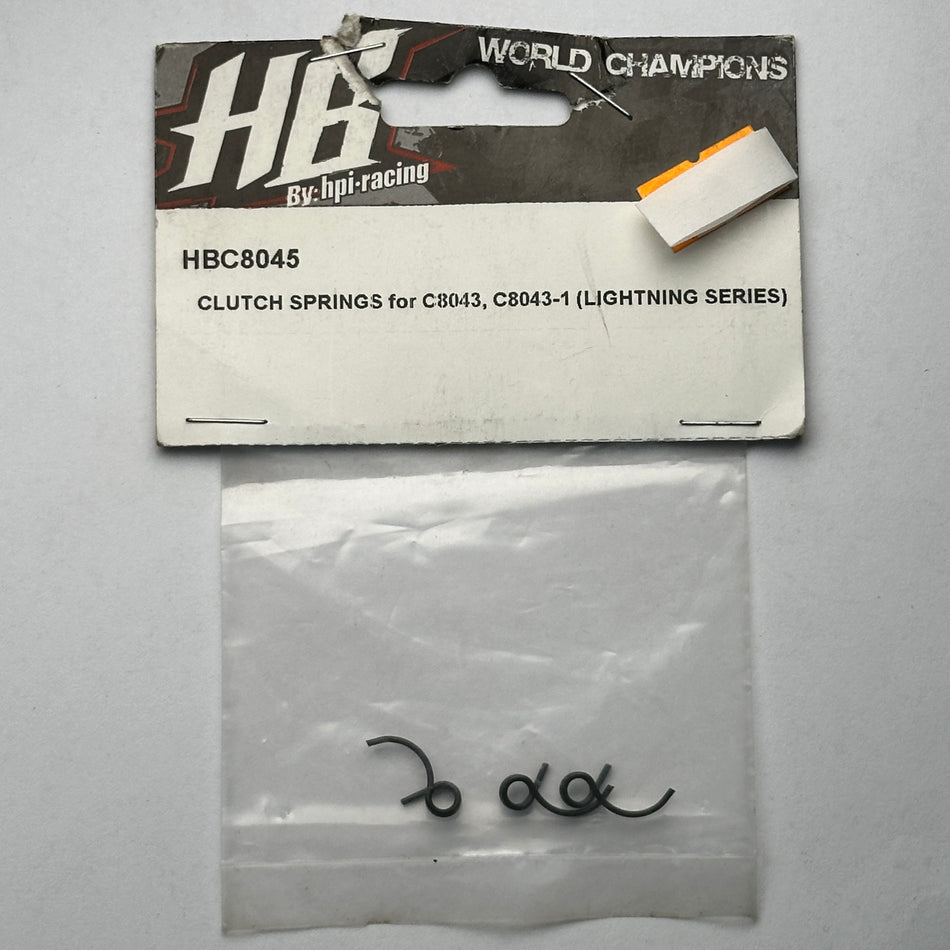 HB
WORLD CHAMPIONS
By: hpi·racing
HBC8045
CLUTCH SPRINGS for C8043, C8043-1 (LIGHTNING SERIES)